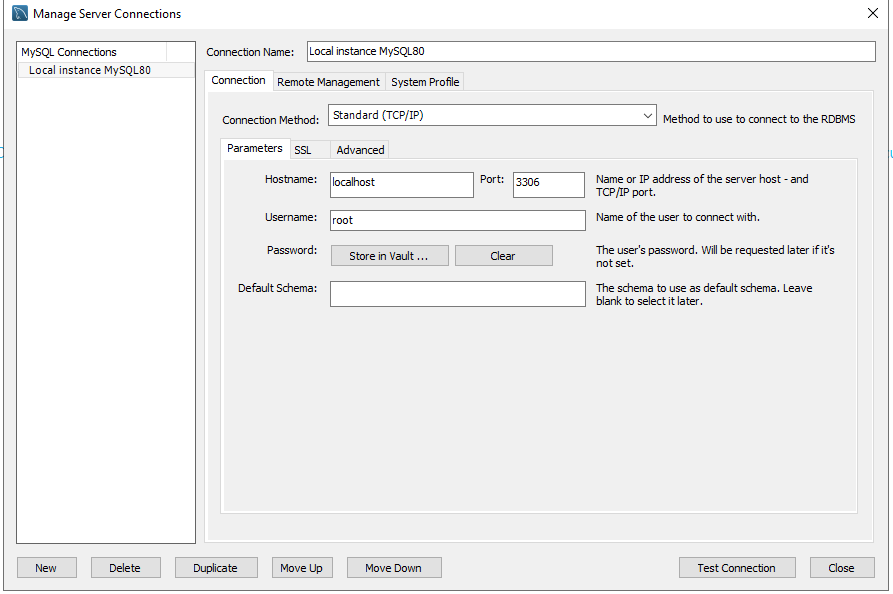 Manage Server Connections
MySQL Connections
Local instance MySQL80
Connection Name:
Local instance MySQL80
Connection
Remote Management
System Profile
Connection Method:
Standard (TCP/IP)
Method to use to connect to the RDBMS
Parameters
SSL
Advanced
Hostname:
localhost
Port:
3306
Name or IP address of the server host - and
TCP/IP port.
Username:
root
Name of the user to connect with.
Password:
Store in Vault ...
Clear
The user's password. Will be requested later if it's
not set.
Default Schema:
The schema to use as default schema. Leave
blank to select it later.
New
Delete
Duplicate
Move Up
Move Down
Test Connection
Close